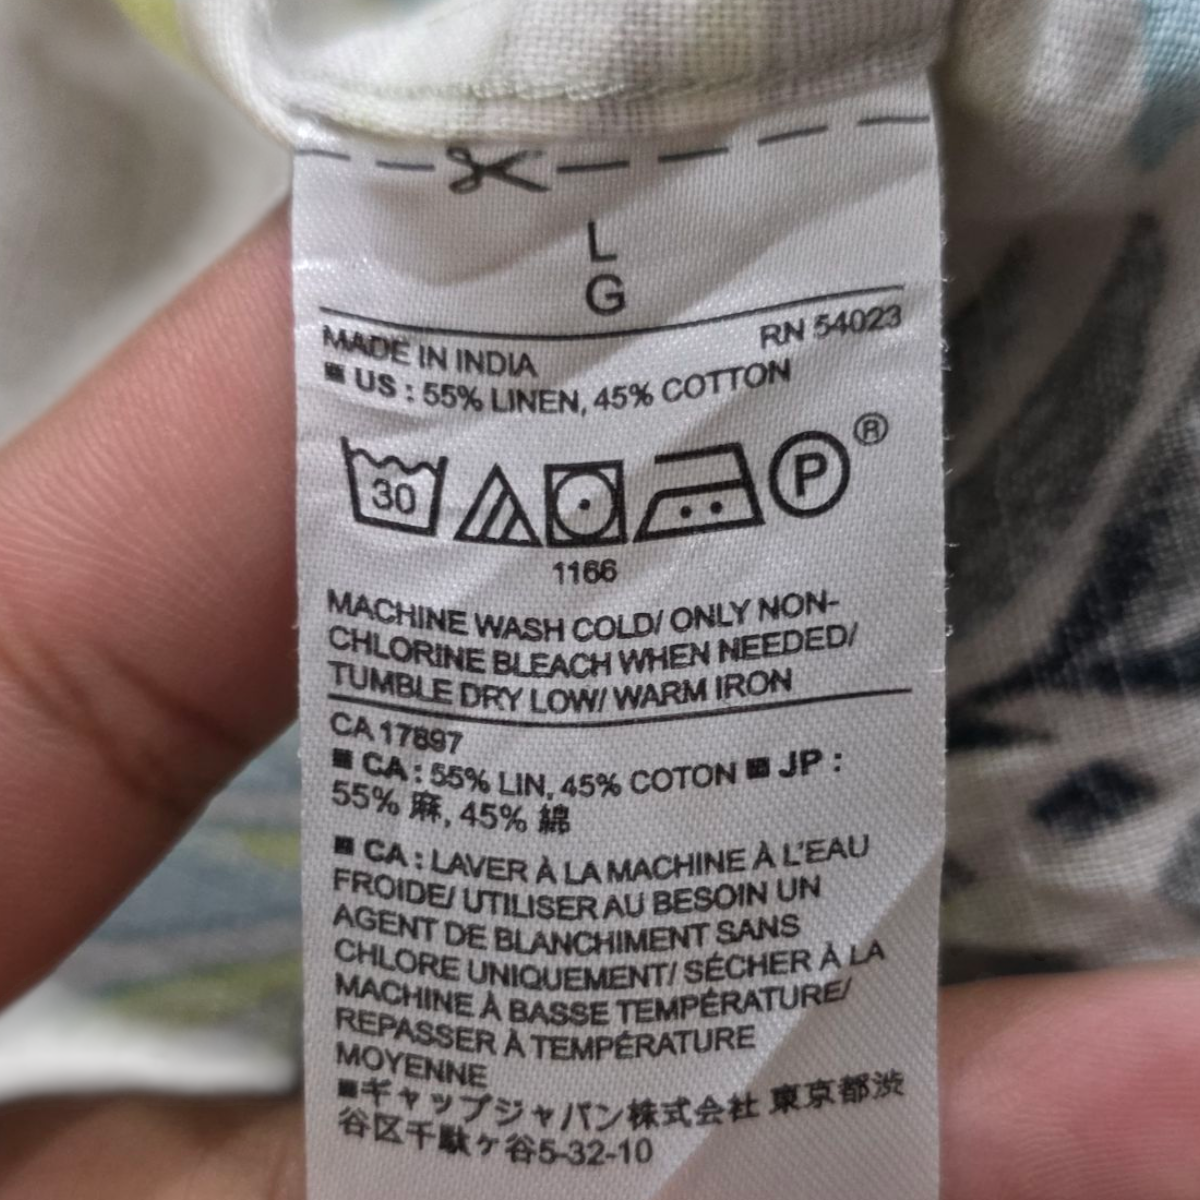 L
G
RN 54023
MADE IN INDIA
■ US : 55% LINEN, 45% COTTON
30
P ®
1166
MACHINE WASH COLD/ ONLY NON-
CHLORINE BLEACH WHEN NEEDED/
TUMBLE DRY LOW/ WARM IRON
CA 17897
■ CA : 55% LIN, 45% COTON ■ JP :
55% 麻, 45% 綿
■ CA : LAVER À LA MACHINE À L'EAU
FROIDE/ UTILISER AU BESOIN UN
AGENT DE BLANCHIMENT SANS
CHLORE UNIQUEMENT/ SÉCHER À LA
MACHINE À BASSE TEMPÉRATURE/
REPASSER À TEMPÉRATURE
MOYENNE
■ギャップジャパン株式会社 東京都渋
谷区千駄ヶ谷5-32-10